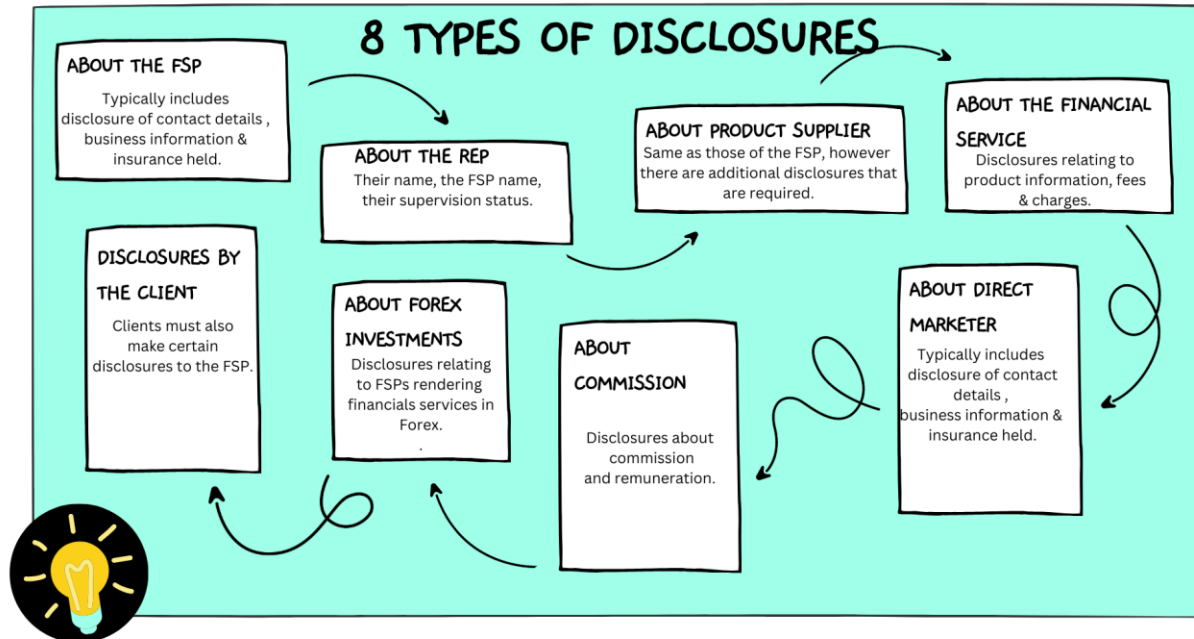 8 TYPES OF DISCLOSURES
ABOUT THE FSP
Typically includes
disclosure of contact details ,
business information &
insurance held.
ABOUT THE REP
Their name, the FSP name,
their supervision status.
ABOUT PRODUCT SUPPLIER
Same as those of the FSP, however
there are additional disclosures that
are required.
ABOUT THE FINANCIAL
SERVICE
Disclosures relating to
product information, fees
& charges.
ABOUT DIRECT
MARKETER
Typically includes
disclosure of contact
details ,
business information &
insurance held.
ABOUT
COMMISSION
Disclosures about
commission
and remuneration.
ABOUT FOREX
INVESTMENTS
Disclosures relating
to FSPs rendering
financials services in
Forex.
.
DISCLOSURES BY
THE CLIENT
Clients must also
make certain
disclosures to the FSP.